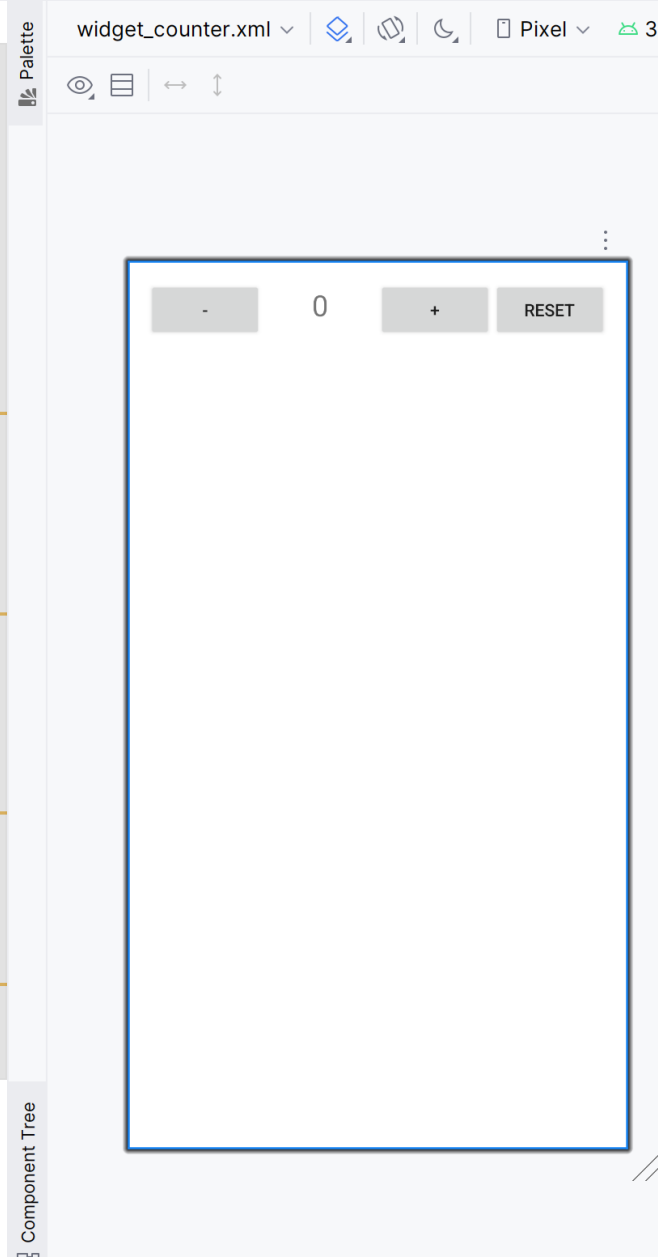 Palette
widget_counter.xml
Pixel
3
-
0
+
RESET
Component Tree